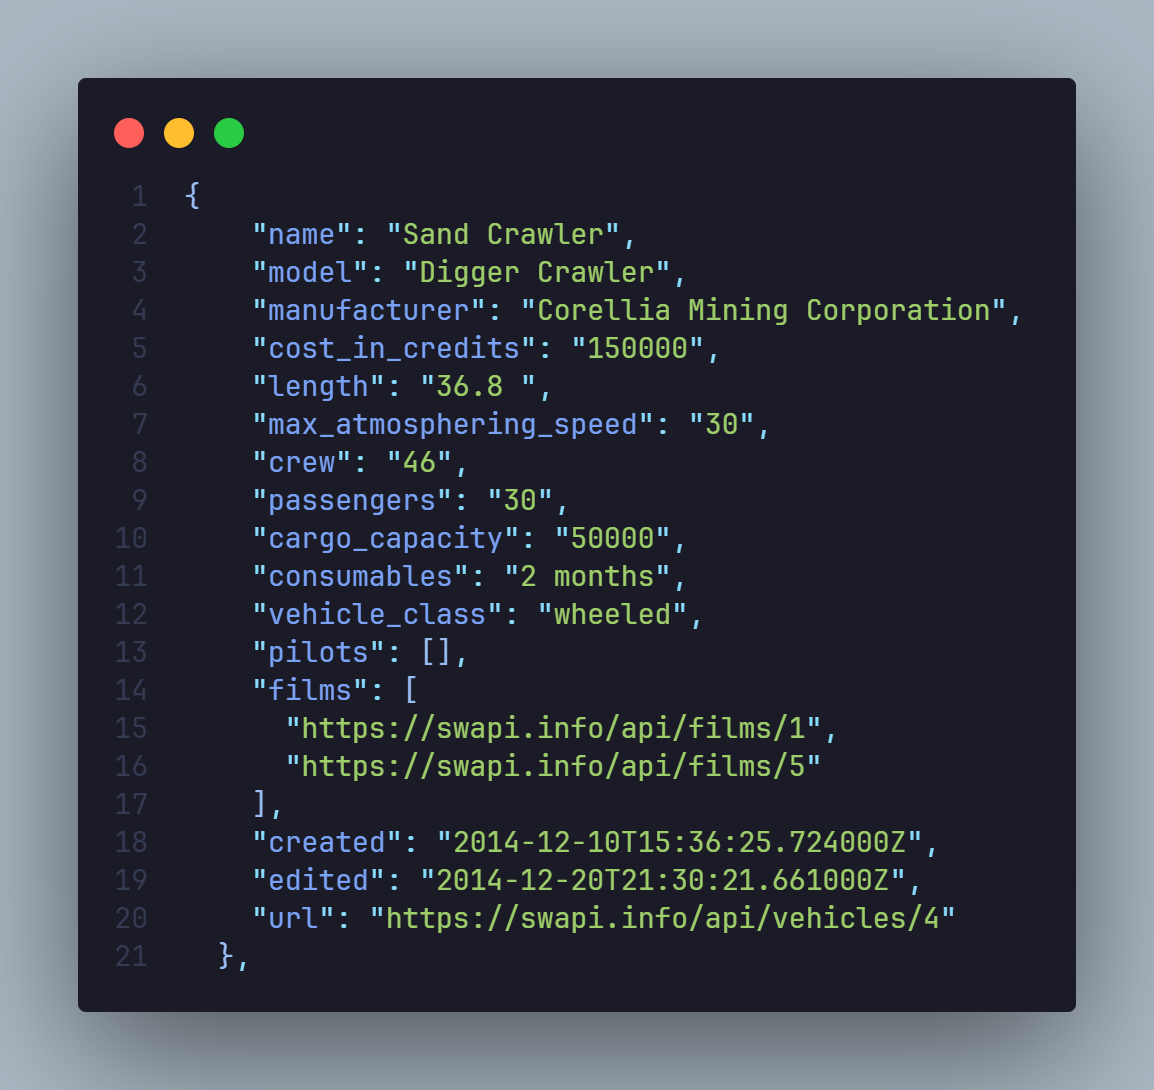 1 {
2     "name": "Sand Crawler",
3     "model": "Digger Crawler",
4     "manufacturer": "Corellia Mining Corporation",
5     "cost_in_credits": "150000",
6     "length": "36.8 ",
7     "max_atmosphering_speed": "30",
8     "crew": "46",
9     "passengers": "30",
10     "cargo_capacity": "50000",
11     "consumables": "2 months",
12     "vehicle_class": "wheeled",
13     "pilots": [],
14     "films": [
15       "https://swapi.info/api/films/1",
16       "https://swapi.info/api/films/5"
17     ],
18     "created": "2014-12-10T15:36:25.724000Z",
19     "edited": "2014-12-20T21:30:21.661000Z",
20     "url": "https://swapi.info/api/vehicles/4"
21   },